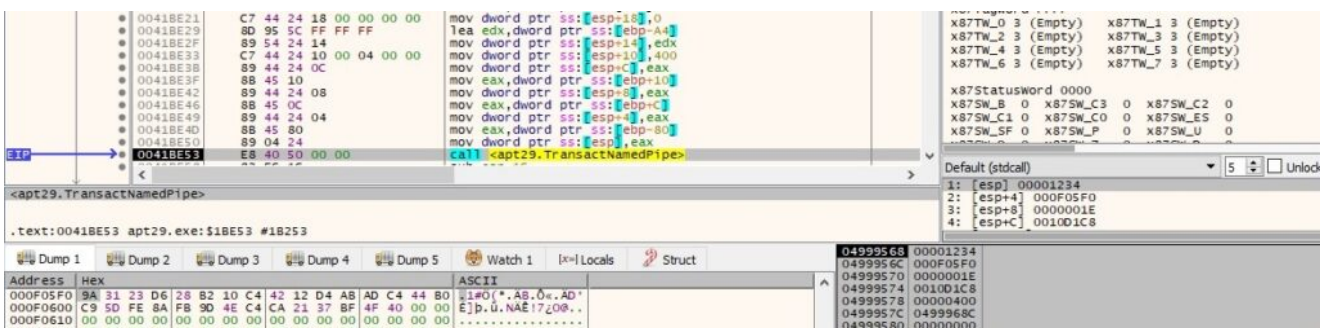 0041BE21 C7 44 24 18 00 00 00 00 mov dword ptr ss:[esp+18],0
0041BE29 8D 95 5C FF FF FF lea edx,dword ptr ss:[ebp-A4]
0041BE2F 89 54 24 14 mov dword ptr ss:[esp+14],edx
0041BE33 C7 44 24 10 00 04 00 00 mov dword ptr ss:[esp+10],400
0041BE3B 89 44 24 0C mov dword ptr ss:[esp+C],eax
0041BE3F 8B 45 10 mov eax,dword ptr ss:[ebp+10]
0041BE42 89 44 24 08 mov dword ptr ss:[esp+8],eax
0041BE46 8B 45 0C mov eax,dword ptr ss:[ebp+C]
0041BE49 89 44 24 04 mov dword ptr ss:[esp+4],eax
0041BE4D 8B 45 80 mov eax,dword ptr ss:[ebp-80]
0041BE50 89 04 24 mov dword ptr ss:[esp],eax
EIP 0041BE53 E8 40 50 00 00 call <apt29.TransactNamedPipe>
<apt29.TransactNamedPipe>
.text:0041BE53 apt29.exe:$1BE53 #1B253
x87TW_0 3 (Empty) x87TW_1 3 (Empty)
x87TW_2 3 (Empty) x87TW_3 3 (Empty)
x87TW_4 3 (Empty) x87TW_5 3 (Empty)
x87TW_6 3 (Empty) x87TW_7 3 (Empty)
x87StatusWord 0000
x87SW_B 0 x87SW_C3 0 x87SW_C2 0
x87SW_C1 0 x87SW_C0 0 x87SW_ES 0
x87SW_SF 0 x87SW_P 0 x87SW_U 0
Default (stdcall) 5 Unlock
1: [esp] 00001234
2: [esp+4] 000F05F0
3: [esp+8] 0000001E
4: [esp+C] 0010D1C8
Dump 1 Dump 2 Dump 3 Dump 4 Dump 5 Watch 1 [x=] Locals Struct
Address Hex ASCII
000F05F0 9A 31 23 D6 28 B2 10 C4 42 12 D4 AB AD C4 44 B0 .1#Ö(².ÄB.Ô«.ÄD°
000F0600 C9 5D FE 8A FB 9D 4E C4 CA 21 37 BF 4F 40 00 00 É]þ.û.NÄÊ!7¿O@..
000F0610 00 00 00 00 00 00 00 00 00 00 00 00 00 00 00 00 ................
04999568 00001234
0499956C 000F05F0
04999570 0000001E
04999574 0010D1C8
04999578 00000400
0499957C 0499968C
04999580 00000000